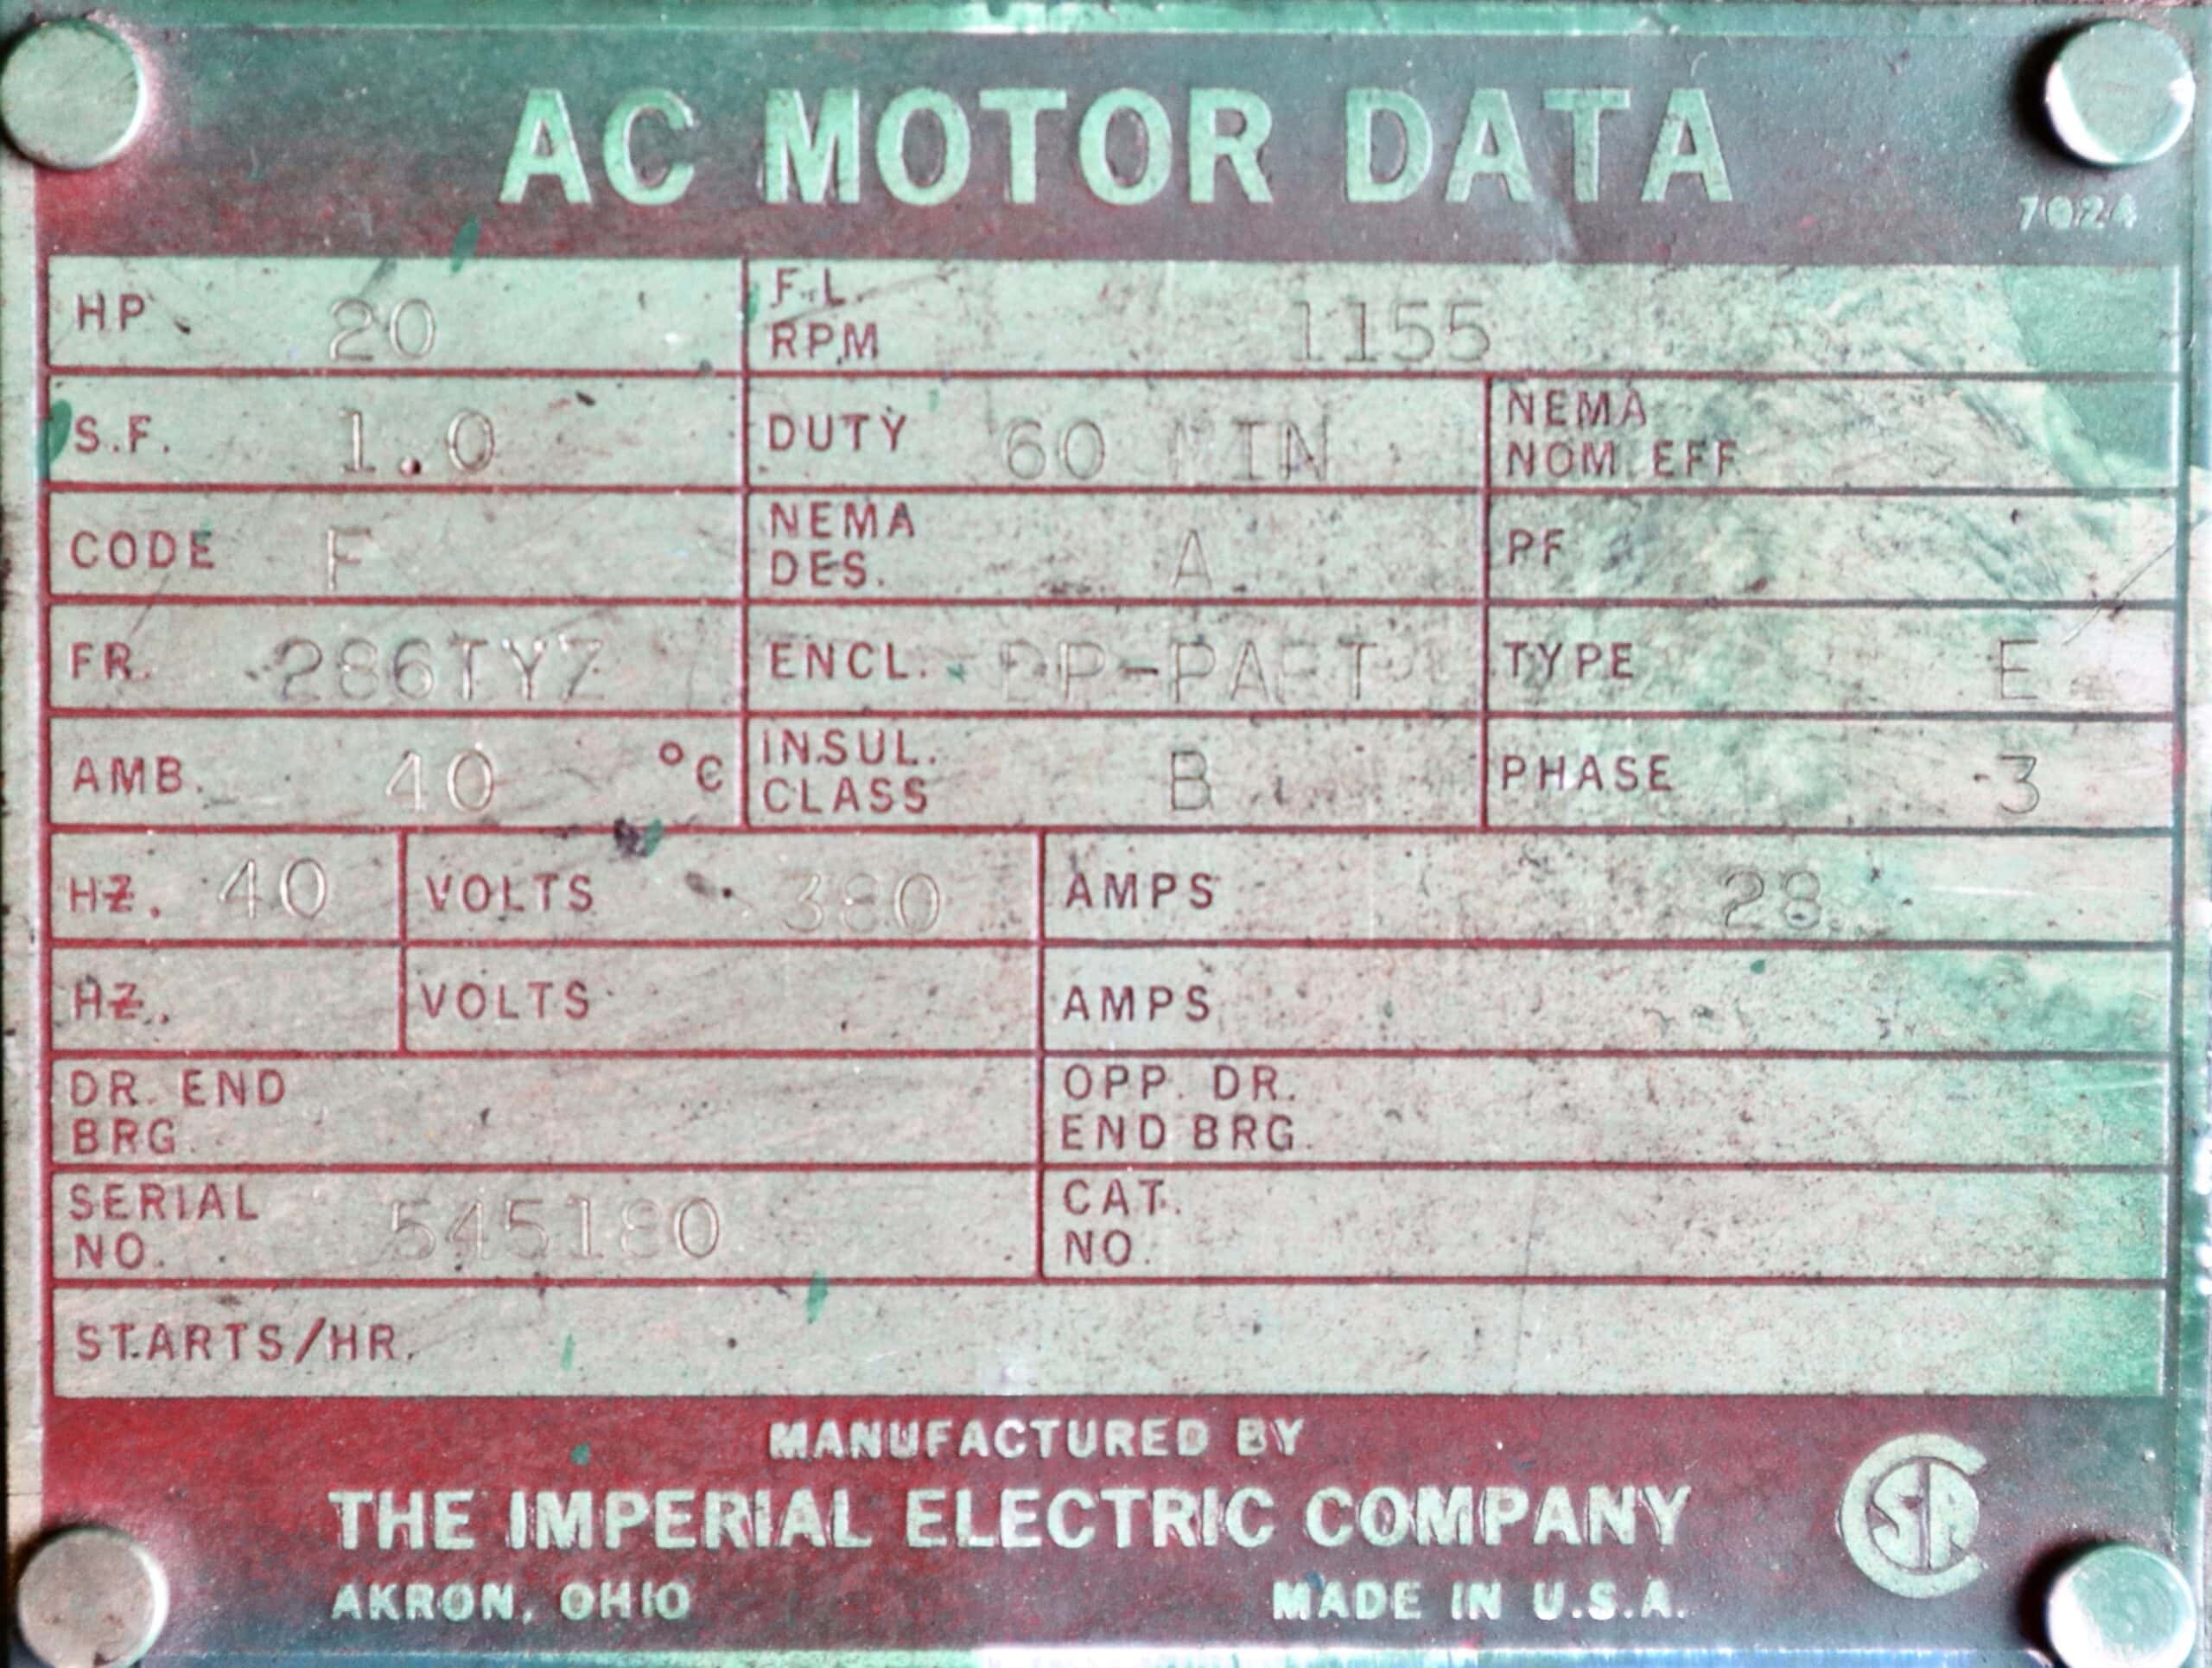 AC MOTOR DATA
7024
HP 20 F.L. RPM 1155
S.F. 1.0 DUTY 60 MIN NEMA NOM. EFF
CODE F NEMA DES. A PF
FR. 286TYZ ENCL. DP-PART TYPE E
AMB. 40 °C INSUL. CLASS B PHASE 3
HZ. 40 VOLTS 380 AMPS 28
HZ. VOLTS AMPS
DR. END BRG. OPP. DR. END BRG.
SERIAL NO. 545180 CAT. NO.
STARTS/HR.
MANUFACTURED BY
THE IMPERIAL ELECTRIC COMPANY
AKRON, OHIO MADE IN U.S.A.
CSA